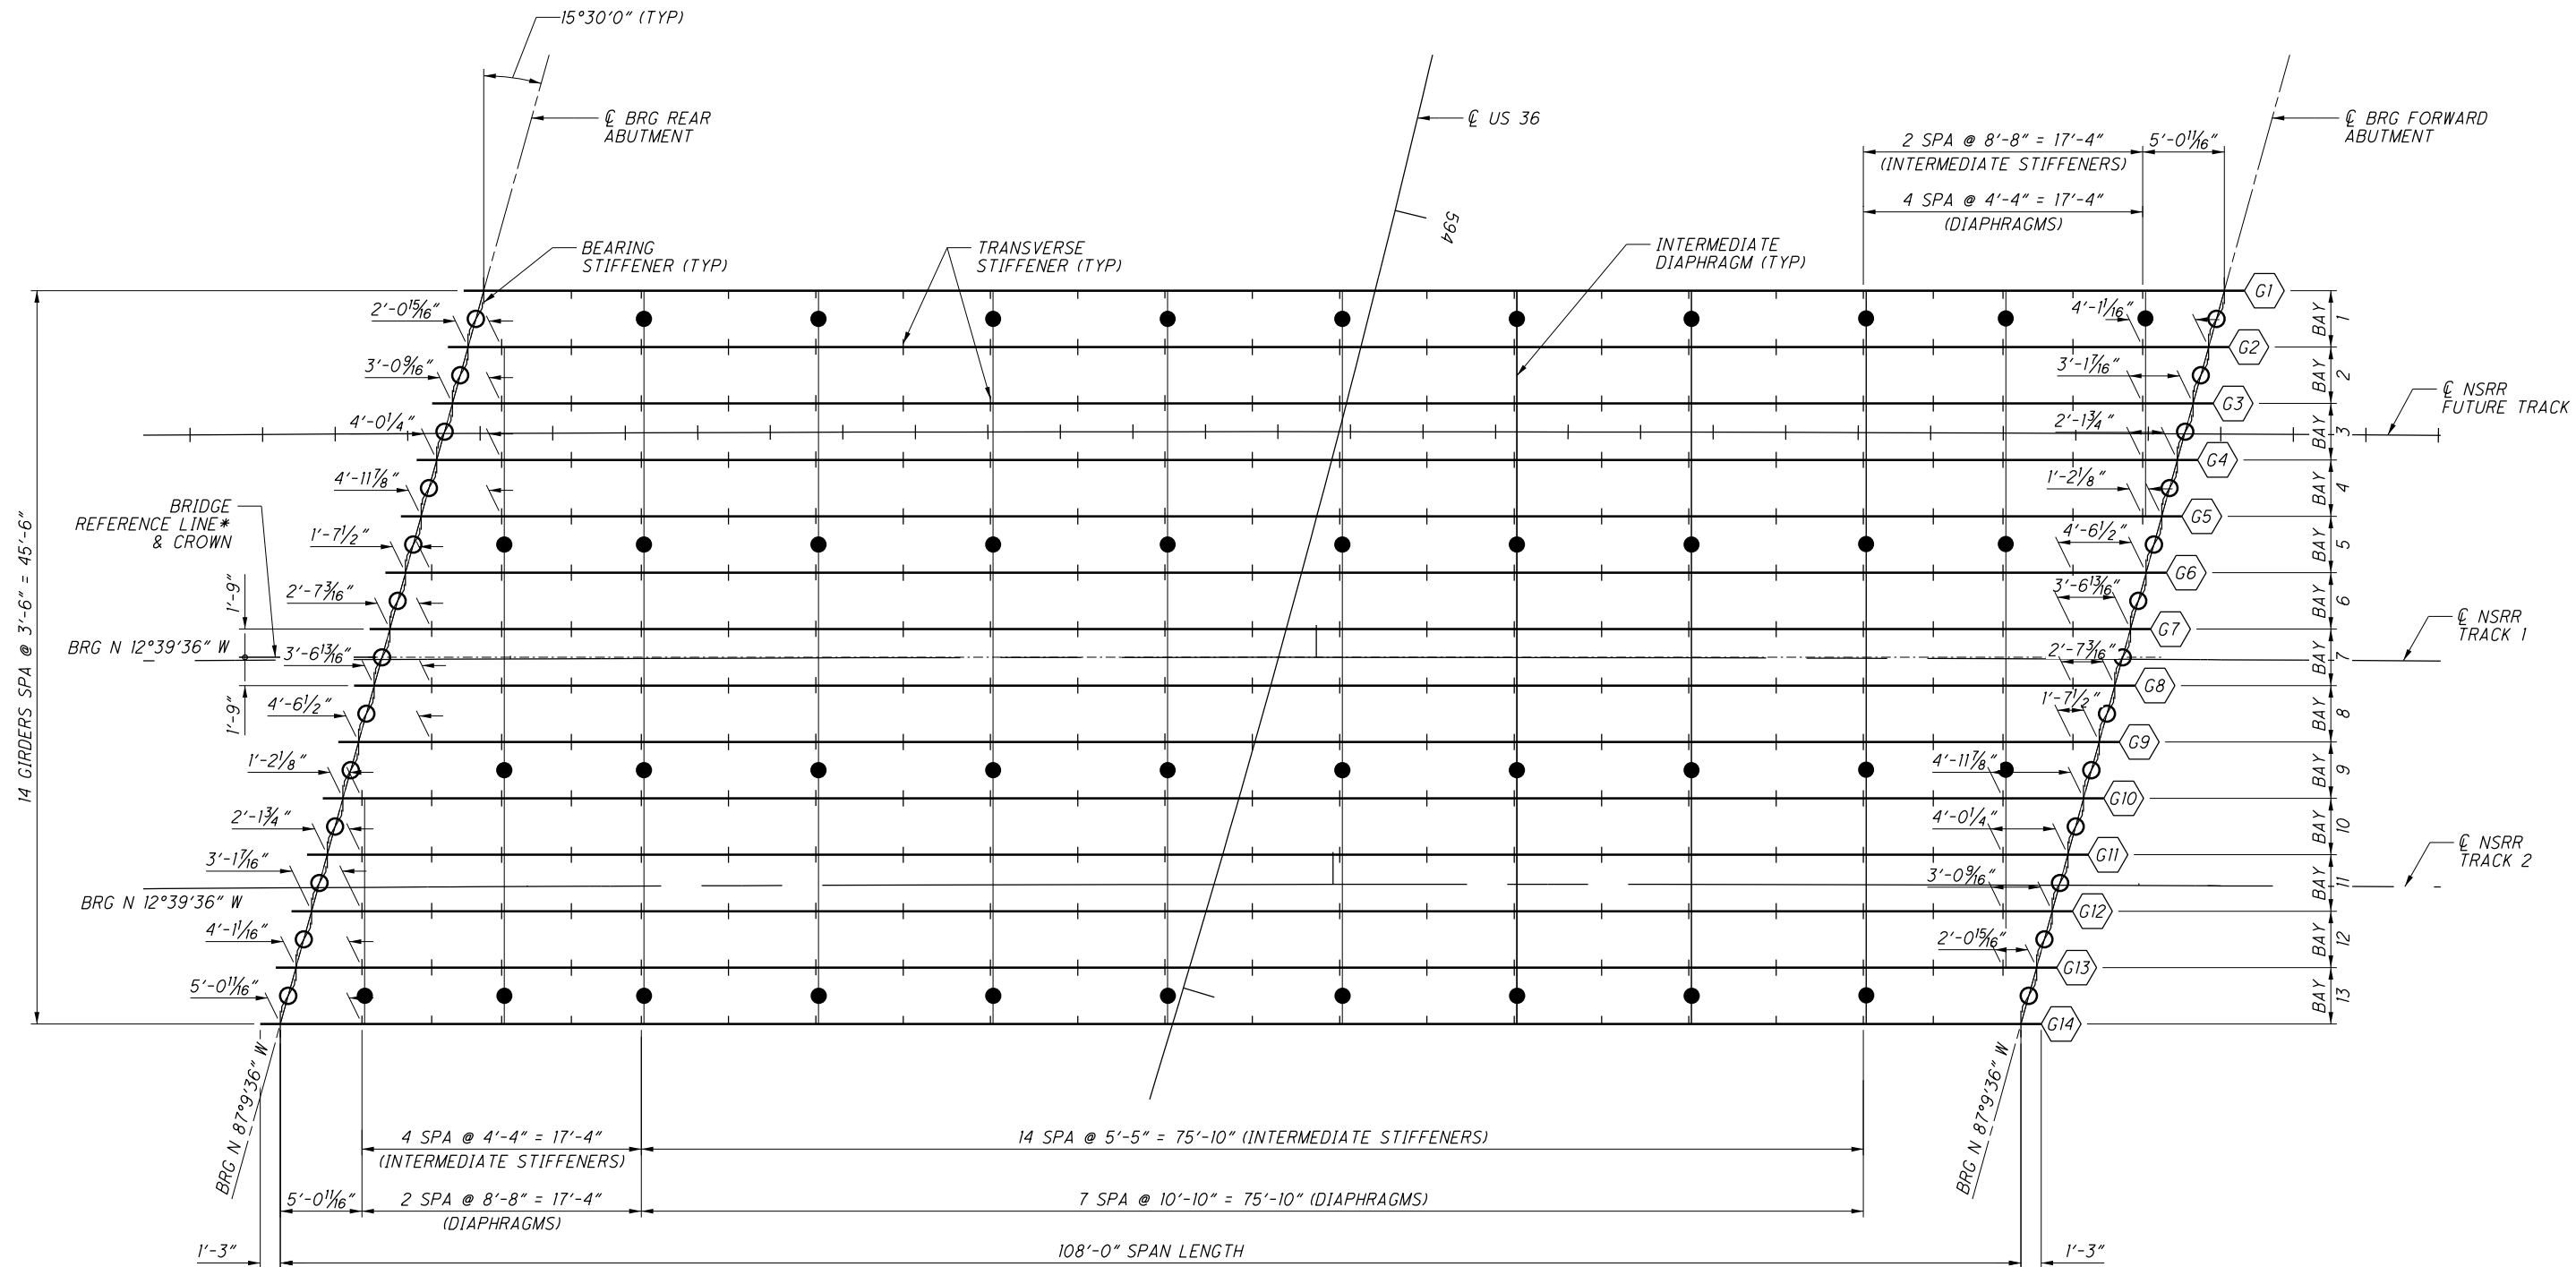 15°30'0" (TYP)
℄ BRG REAR
ABUTMENT
℄ US 36
℄ BRG FORWARD
ABUTMENT
2 SPA @ 8'-8" = 17'-4"
(INTERMEDIATE STIFFENERS)
5'-0 11/16"
4 SPA @ 4'-4" = 17'-4"
(DIAPHRAGMS)
594
BEARING
STIFFENER (TYP)
TRANSVERSE
STIFFENER (TYP)
INTERMEDIATE
DIAPHRAGM (TYP)
G1
2'-0 15/16"
4'-1 1/16"
BAY 1
G2
3'-0 9/16"
3'-1 7/16"
BAY 2
G3
℄ NSRR
FUTURE TRACK
4'-0 1/4"
2'-1 3/4"
BAY 3
G4
4'-11 7/8"
1'-2 1/8"
BAY 4
BRIDGE
REFERENCE LINE*
& CROWN
G5
1'-7 1/2"
4'-6 1/2"
BAY 5
G6
2'-7 3/16"
3'-6 13/16"
BAY 6
1'-9"
G7
℄ NSRR
TRACK 1
BRG N 12°39'36" W
3'-6 13/16"
2'-7 3/16"
BAY 7
G8
1'-9"
4'-6 1/2"
1'-7 1/2"
BAY 8
G9
14 GIRDERS SPA @ 3'-6" = 45'-6"
1'-2 1/8"
4'-11 7/8"
BAY 9
G10
2'-1 3/4"
4'-0 1/4"
BAY 10
G11
℄ NSRR
TRACK 2
3'-1 7/16"
3'-0 9/16"
BAY 11
BRG N 12°39'36" W
G12
4'-1 1/16"
2'-0 15/16"
BAY 12
G13
5'-0 11/16"
BAY 13
G14
BRG N 87°9'36" W
BRG N 87°9'36" W
4 SPA @ 4'-4" = 17'-4"
(INTERMEDIATE STIFFENERS)
14 SPA @ 5'-5" = 75'-10" (INTERMEDIATE STIFFENERS)
5'-0 11/16"
2 SPA @ 8'-8" = 17'-4"
(DIAPHRAGMS)
7 SPA @ 10'-10" = 75'-10" (DIAPHRAGMS)
1'-3"
108'-0" SPAN LENGTH
1'-3"